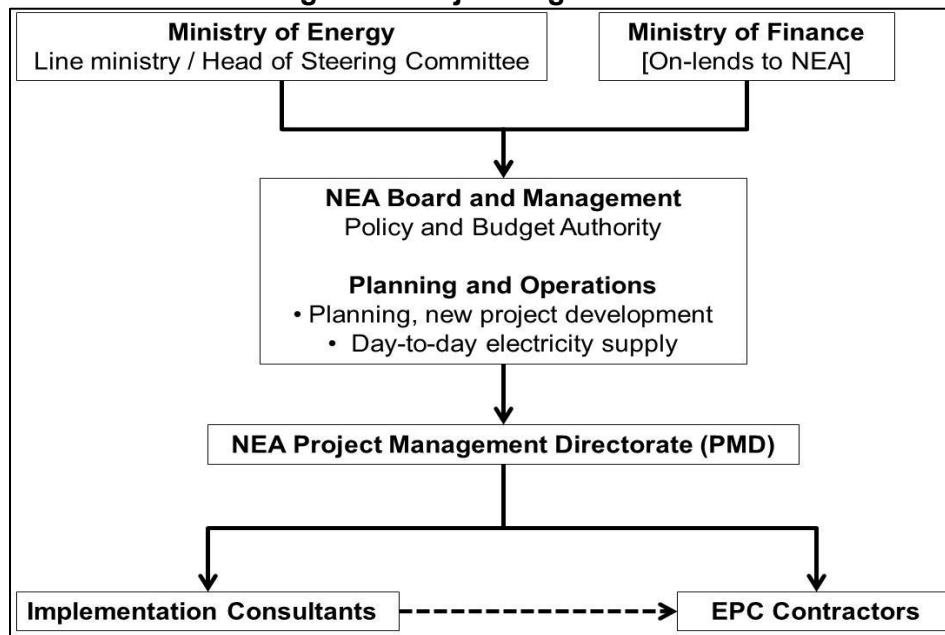 Ministry of Energy
Line ministry / Head of Steering Committee
Ministry of Finance
[On-lends to NEA]
NEA Board and Management
Policy and Budget Authority
Planning and Operations
• Planning, new project development
• Day-to-day electricity supply
NEA Project Management Directorate (PMD)
Implementation Consultants
EPC Contractors